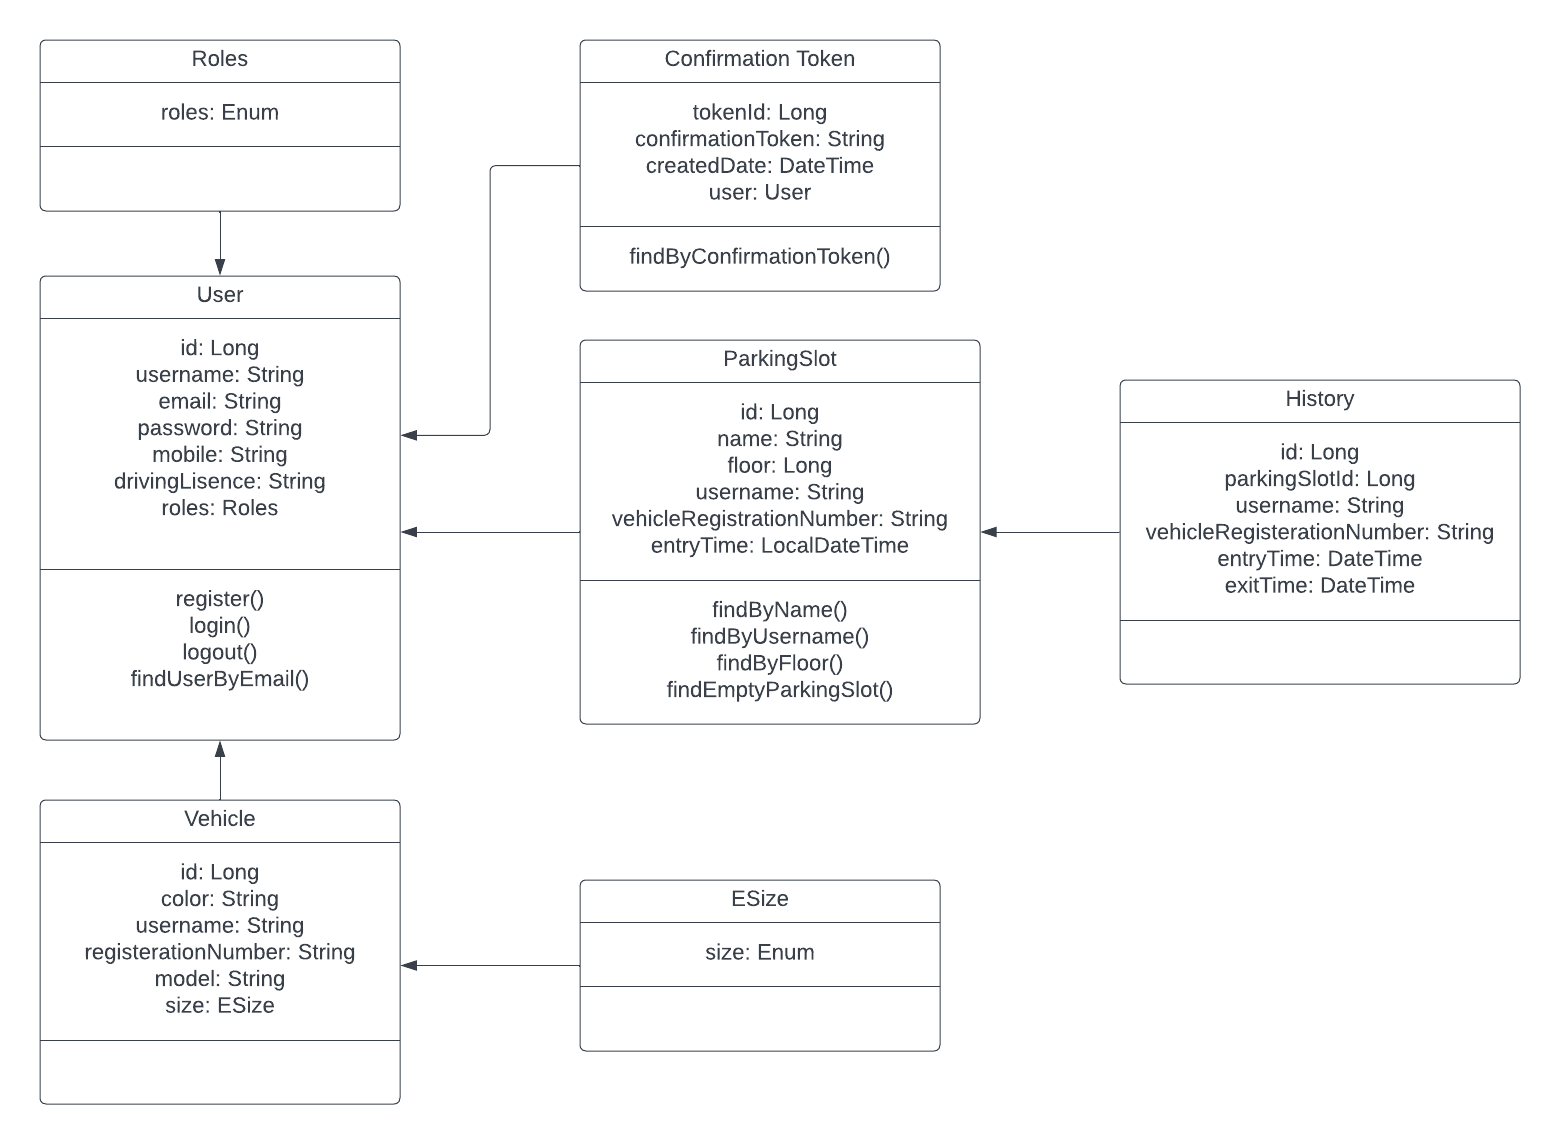 Roles
roles: Enum
Confirmation Token
tokenId: Long
confirmationToken: String
createdDate: DateTime
user: User
findByConfirmationToken()
User
id: Long
username: String
email: String
password: String
mobile: String
drivingLisence: String
roles: Roles
register()
login()
logout()
findUserByEmail()
ParkingSlot
id: Long
name: String
floor: Long
username: String
vehicleRegistrationNumber: String
entryTime: LocalDateTime
findByName()
findByUsername()
findByFloor()
findEmptyParkingSlot()
History
id: Long
parkingSlotId: Long
username: String
vehicleRegisterationNumber: String
entryTime: DateTime
exitTime: DateTime
Vehicle
id: Long
color: String
username: String
registerationNumber: String
model: String
size: ESize
ESize
size: Enum